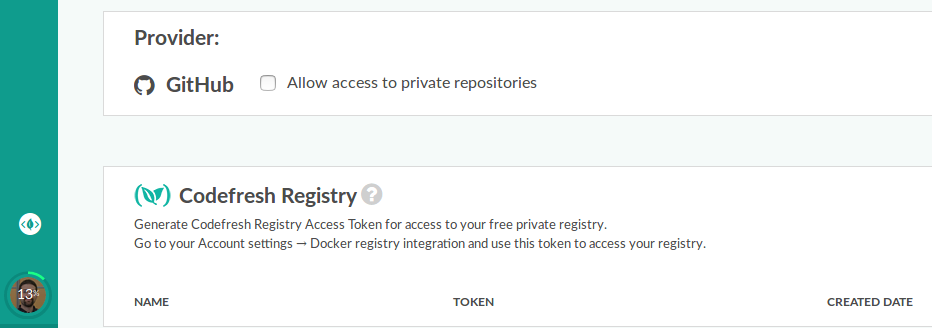 Provider:
GitHub Allow access to private repositories
Codefresh Registry ?
Generate Codefresh Registry Access Token for access to your free private registry.
Go to your Account settings → Docker registry integration and use this token to access your registry.
13%
NAME TOKEN CREATED DATE